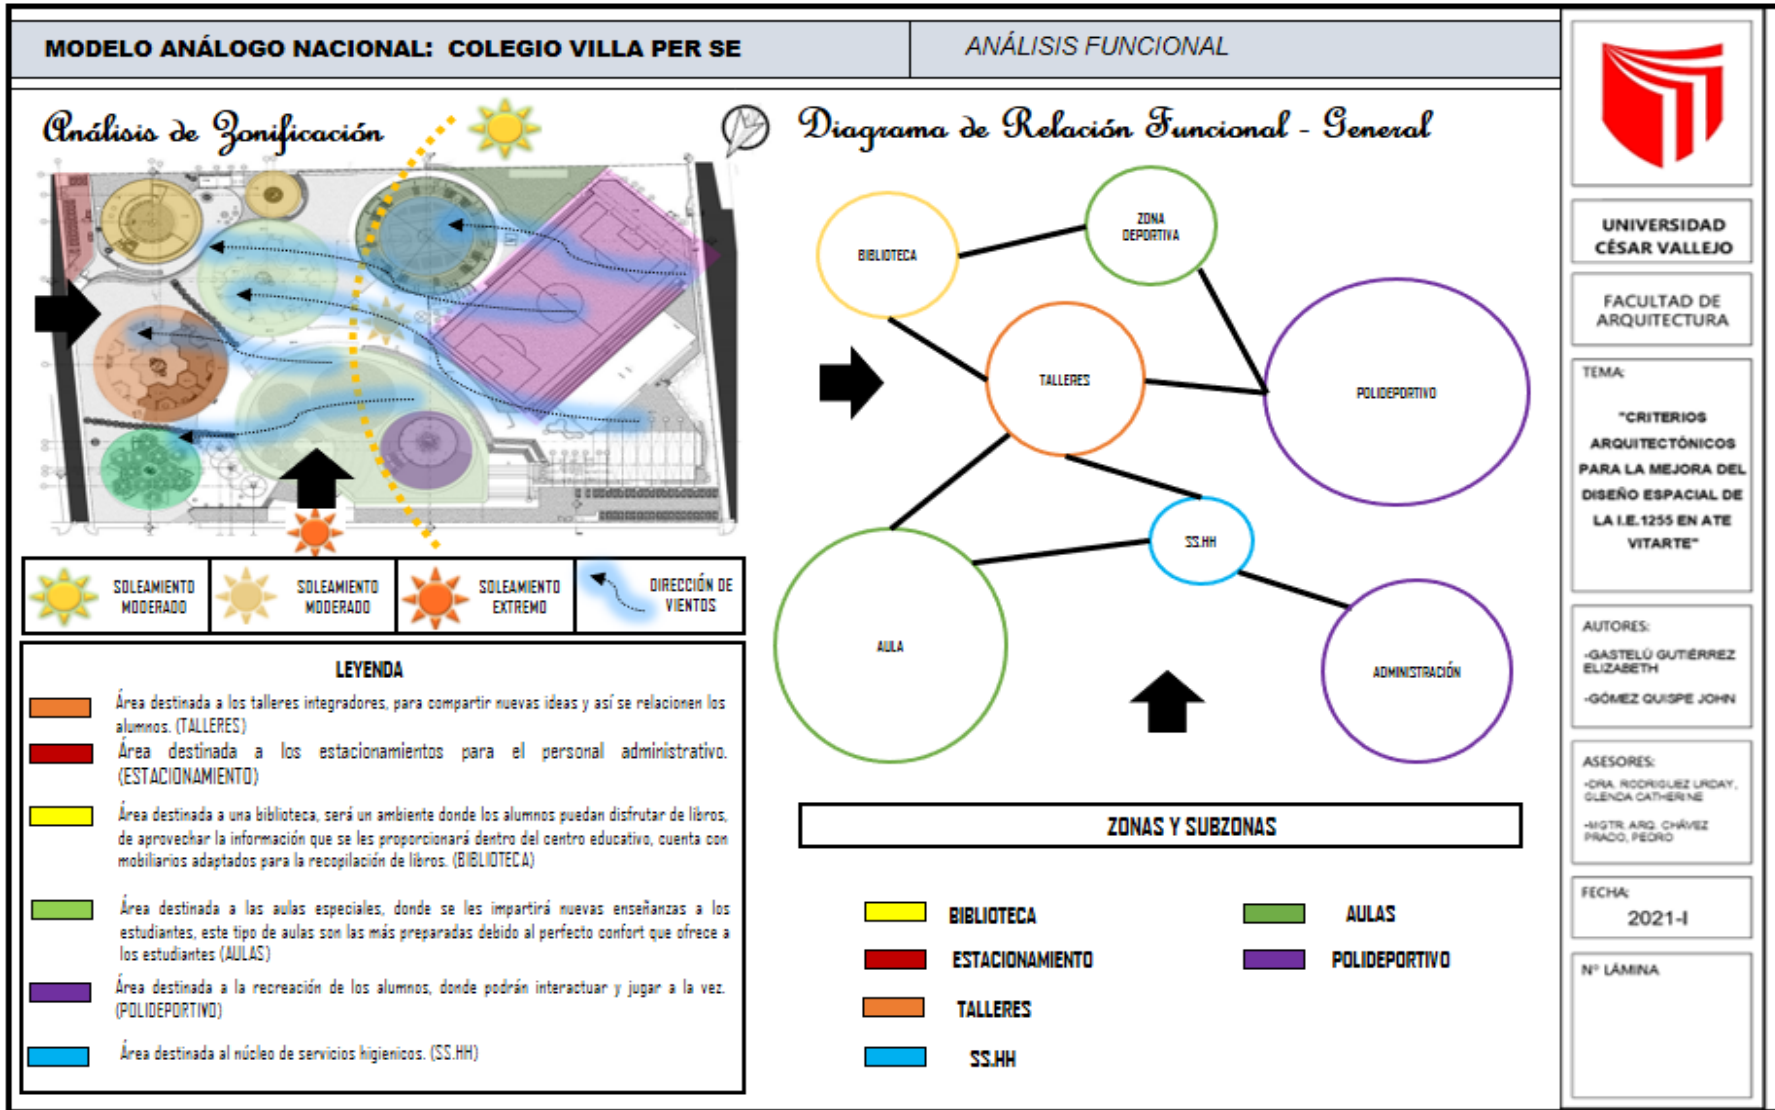 MODELO ANÁLOGO NACIONAL: COLEGIO VILLA PER SE
ANÁLISIS FUNCIONAL
Análisis de Zonificación
Diagrama de Relación Funcional - General
BIBLIOTECA
ZONA
DEPORTIVA
TALLERES
POLIDEPORTIVO
SS.HH
AULA
ADMINISTRACIÓN
SOLEAMIENTO
MODERADO
SOLEAMIENTO
MODERADO
SOLEAMIENTO
EXTREMO
DIRECCIÓN DE
VIENTOS
LEYENDA
Área destinada a los talleres integradores, para compartir nuevas ideas y así se relacionen los
alumnos. (TALLERES)
Área destinada a los estacionamientos para el personal administrativo.
(ESTACIONAMIENTO)
Área destinada a una biblioteca, será un ambiente donde los alumnos puedan disfrutar de libros,
de aprovechar la información que se les proporcionará dentro del centro educativo, cuenta con
mobiliarios adaptados para la recopilación de libros. (BIBLIOTECA)
Área destinada a las aulas especiales, donde se les impartirá nuevas enseñanzas a los
estudiantes, este tipo de aulas son las más preparadas debido al perfecto confort que ofrece a
los estudiantes (AULAS)
Área destinada a la recreación de los alumnos, donde podrán interactuar y jugar a la vez.
(POLIDEPORTIVO)
Área destinada al núcleo de servicios higienicos. (SS.HH)
ZONAS Y SUBZONAS
BIBLIOTECA
ESTACIONAMIENTO
TALLERES
SS.HH
AULAS
POLIDEPORTIVO
UNIVERSIDAD
CÉSAR VALLEJO
FACULTAD DE
ARQUITECTURA
TEMA:
"CRITERIOS
ARQUITECTÓNICOS
PARA LA MEJORA DEL
DISEÑO ESPACIAL DE
LA I.E.1255 EN ATE
VITARTE"
AUTORES:
-GASTELÚ GUTIÉRREZ
ELIZABETH
-GÓMEZ QUISPE JOHN
ASESORES:
-DRA. RODRIGUEZ URDAY,
GLENDA CATHERINE
-MGTR. ARQ. CHÁVEZ
PRADO, PEDRO
FECHA:
2021-I
N° LÁMINA